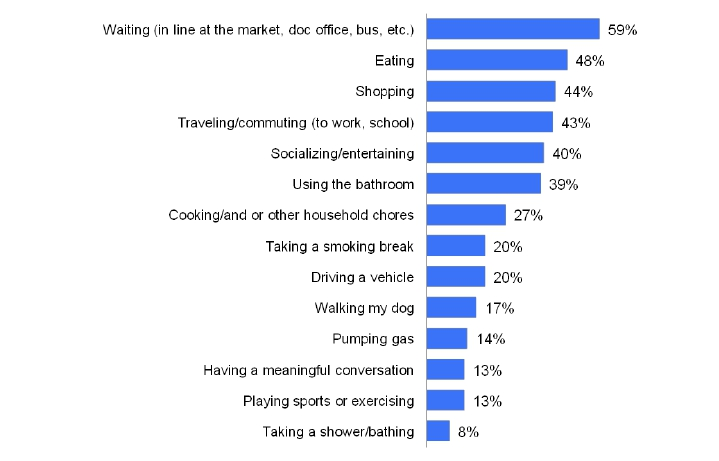 Waiting (in line at the market, doc office, bus, etc.) 59%
Eating 48%
Shopping 44%
Traveling/commuting (to work, school) 43%
Socializing/entertaining 40%
Using the bathroom 39%
Cooking/and or other household chores 27%
Taking a smoking break 20%
Driving a vehicle 20%
Walking my dog 17%
Pumping gas 14%
Having a meaningful conversation 13%
Playing sports or exercising 13%
Taking a shower/bathing 8%